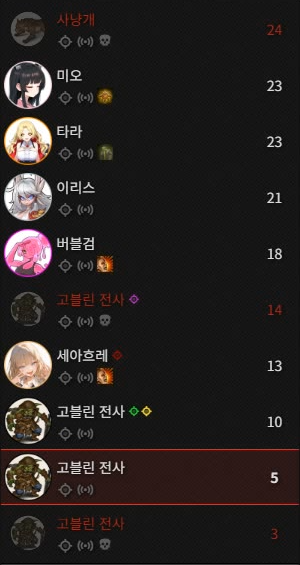 사냥개 24
미오 23
타라 23
이리스 21
버블검 18
고블린 전사 14
세아흐레 13
고블린 전사 10
고블린 전사 5
고블린 전사 3